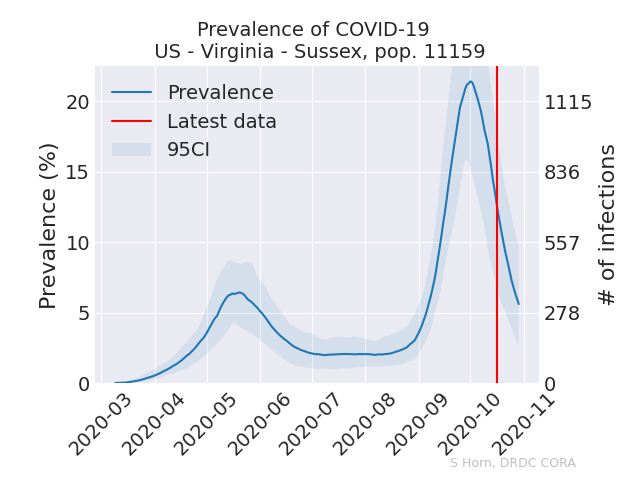 Prevalence of COVID-19
US - Virginia - Sussex, pop. 11159
Prevalence
Latest data
95CI
Prevalence (%)
20
15
10
5
0
1115
836
557
278
0
# of infections
2020-03
2020-04
2020-05
2020-06
2020-07
2020-08
2020-09
2020-10
2020-11
S Horn, DRDC CORA